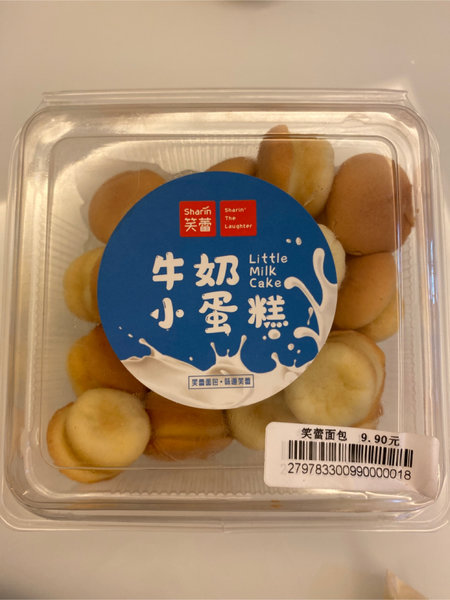 Sharin
笑蕾
Sharin'
The
Laughter
牛奶
小蛋糕
Little
Milk
Cake
笑蕾面包·味道笑蕾
笑蕾面包 9.90元
2797833009900000018